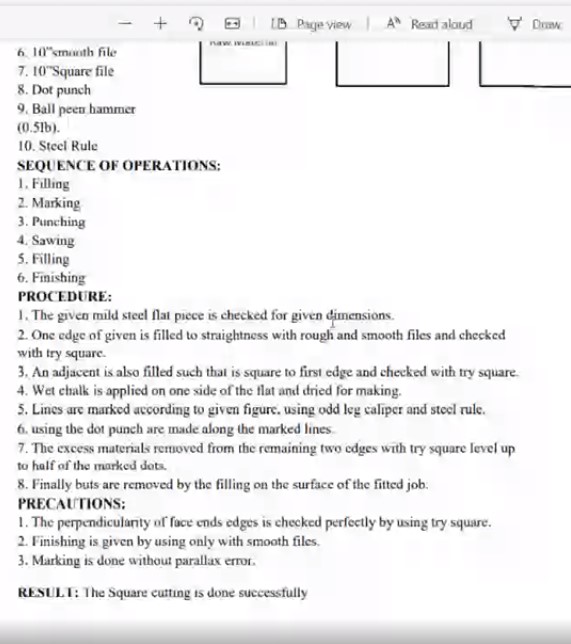 Page view
Read aloud
Draw
Raw Material
6. 10"smooth file
7. 10"Square file
8. Dot punch
9. Ball peen hammer
(0.5lb).
10. Steel Rule
SEQUENCE OF OPERATIONS:
1. Filling
2. Marking
3. Punching
4. Sawing
5. Filling
6. Finishing
PROCEDURE:
1. The given mild steel flat piece is checked for given dimensions.
2. One edge of given is filled to straightness with rough and smooth files and checked
with try square.
3. An adjacent is also filled such that is square to first edge and checked with try square.
4. Wet chalk is applied on one side of the flat and dried for making.
5. Lines are marked according to given figure, using odd leg caliper and steel rule.
6. using the dot punch are made along the marked lines.
7. The excess materials removed from the remaining two edges with try square level up
to half of the marked dots.
8. Finally buts are removed by the filling on the surface of the fitted job.
PRECAUTIONS:
1. The perpendicularity of face ends edges is checked perfectly by using try square.
2. Finishing is given by using only with smooth files.
3. Marking is done without parallax error.
RESULT: The Square cutting is done successfully